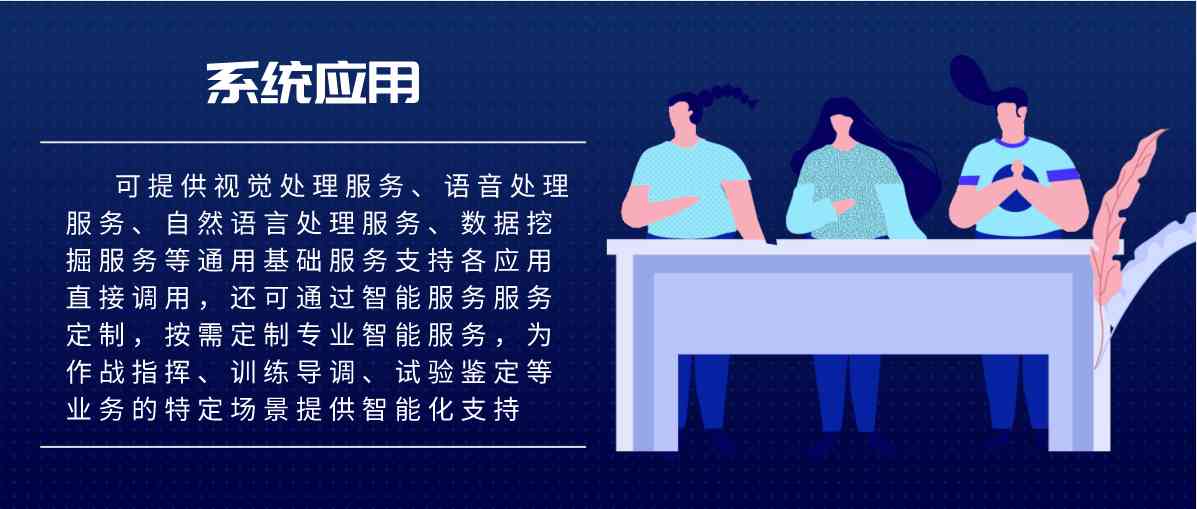 系统应用
可提供视觉处理服务、语音处理
服务、自然语言处理服务、数据挖
掘服务等通用基础服务支持各应用
直接调用，还可通过智能服务服务
定制，按需定制专业智能服务，为
作战指挥、训练导调、试验鉴定等
业务的特定场景提供智能化支持